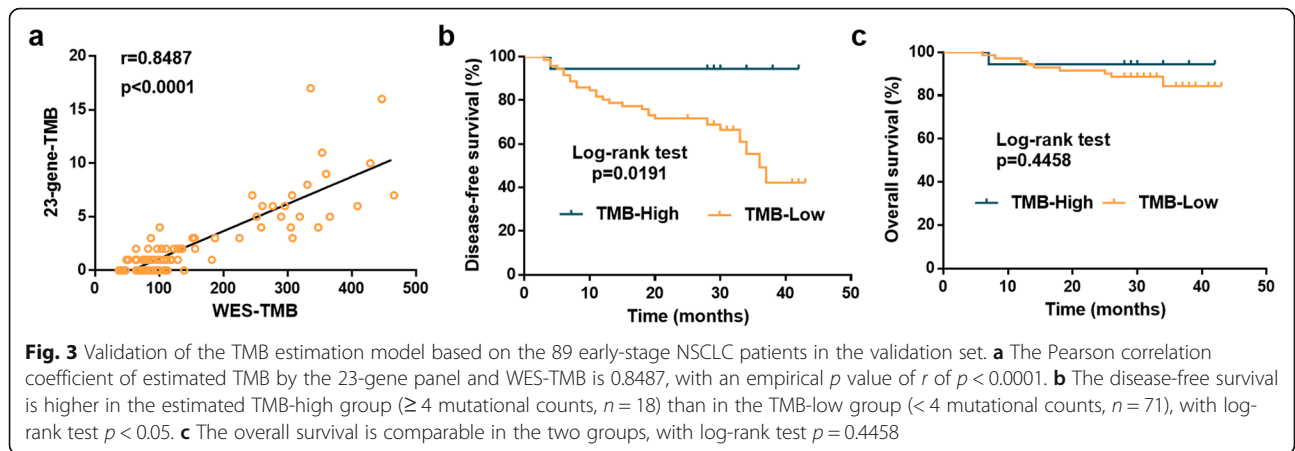 a
r=0.8487
p<0.0001
23-gene-TMB
20
15
10
5
0
0 100 200 300 400 500
WES-TMB
b
Disease-free survival (%)
100
80
60
40
20
0
Log-rank test
p=0.0191
TMB-High TMB-Low
0 10 20 30 40 50
Time (months)
c
Overall survival (%)
100
80
60
40
20
0
Log-rank test
p=0.4458
TMB-High TMB-Low
0 10 20 30 40 50
Time (months)
Fig. 3 Validation of the TMB estimation model based on the 89 early-stage NSCLC patients in the validation set. a The Pearson correlation
coefficient of estimated TMB by the 23-gene panel and WES-TMB is 0.8487, with an empirical p value of r of p < 0.0001. b The disease-free survival
is higher in the estimated TMB-high group (≥ 4 mutational counts, n = 18) than in the TMB-low group (< 4 mutational counts, n = 71), with log-
rank test p < 0.05. c The overall survival is comparable in the two groups, with log-rank test p = 0.4458